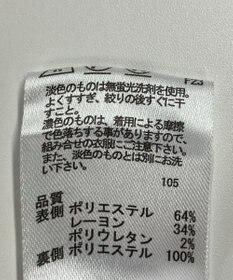 F23
淡色のものは無蛍光洗剤を使用。
よくすすぎ、絞りの後すぐに干
すこと。
濃色のものは、着用による摩擦
で色落ちする事がありますので、
組み合せの衣服にご注意下さい。
また、淡色のものとは別にお洗
い下さい。
105
品質
表側 ポリエステル 64%
レーヨン 34%
ポリウレタン 2%
裏側 ポリエステル 100%